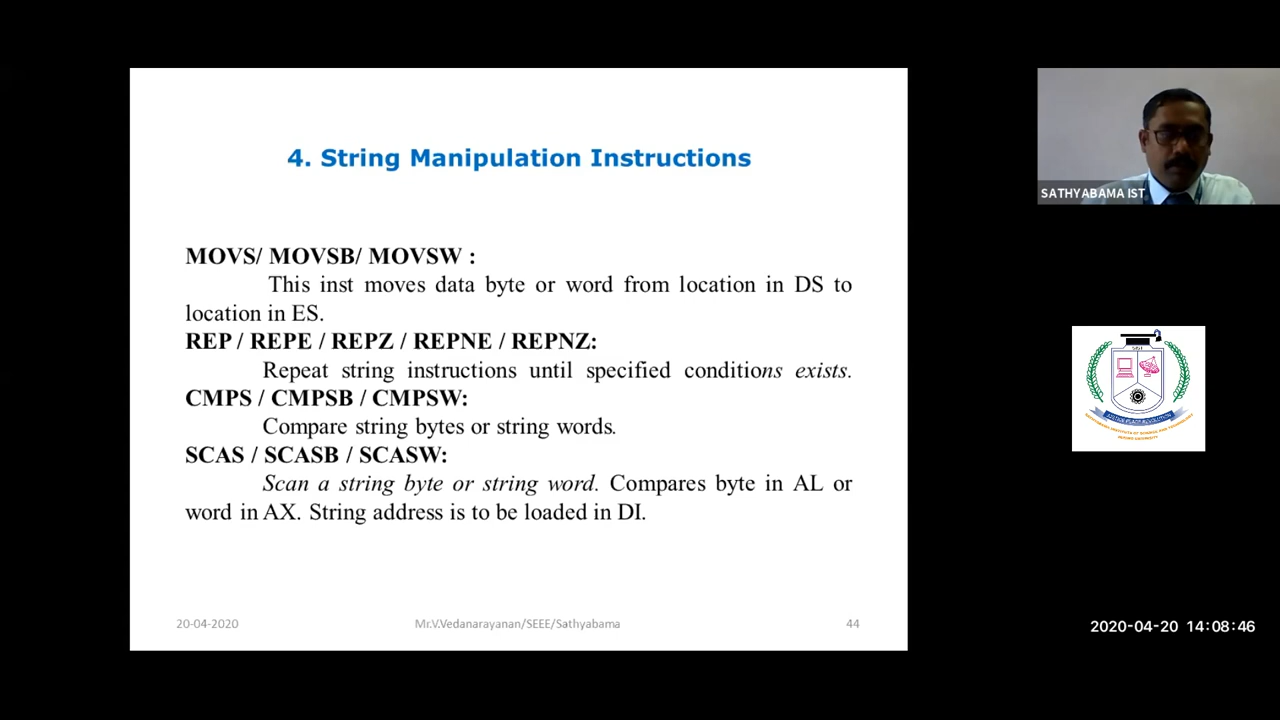 4. String Manipulation Instructions
MOVS/ MOVSB/ MOVSW :
This inst moves data byte or word from location in DS to
location in ES.
REP / REPE / REPZ / REPNE / REPNZ:
Repeat string instructions until specified conditions exists.
CMPS / CMPSB / CMPSW:
Compare string bytes or string words.
SCAS / SCASB / SCASW:
Scan a string byte or string word. Compares byte in AL or
word in AX. String address is to be loaded in DI.
20-04-2020
Mr.V.Vedanarayanan/SEEE/Sathyabama
44
SATHYABAMA IST
2020-04-20 14:08:46